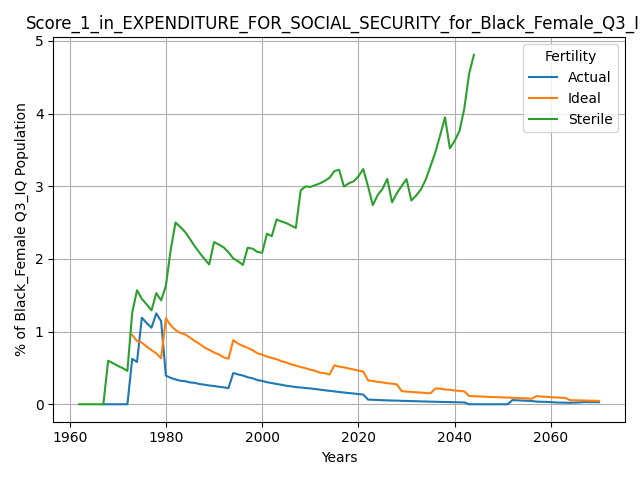 Score_1_in_EXPENDITURE_FOR_SOCIAL_SECURITY_for_Black_Female_Q3_I
Fertility
Actual
Ideal
Sterile
% of Black_Female Q3_IQ Population
5
4
3
2
1
0
1960 1980 2000 2020 2040 2060
Years